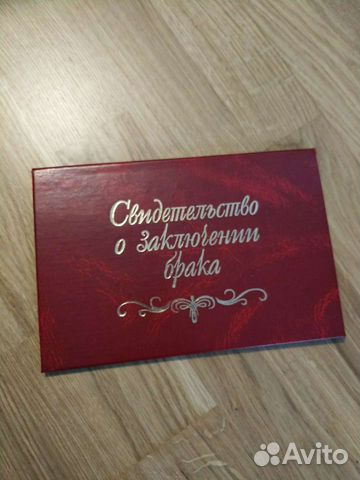 Свидетельство
о заключении
брака
Avito